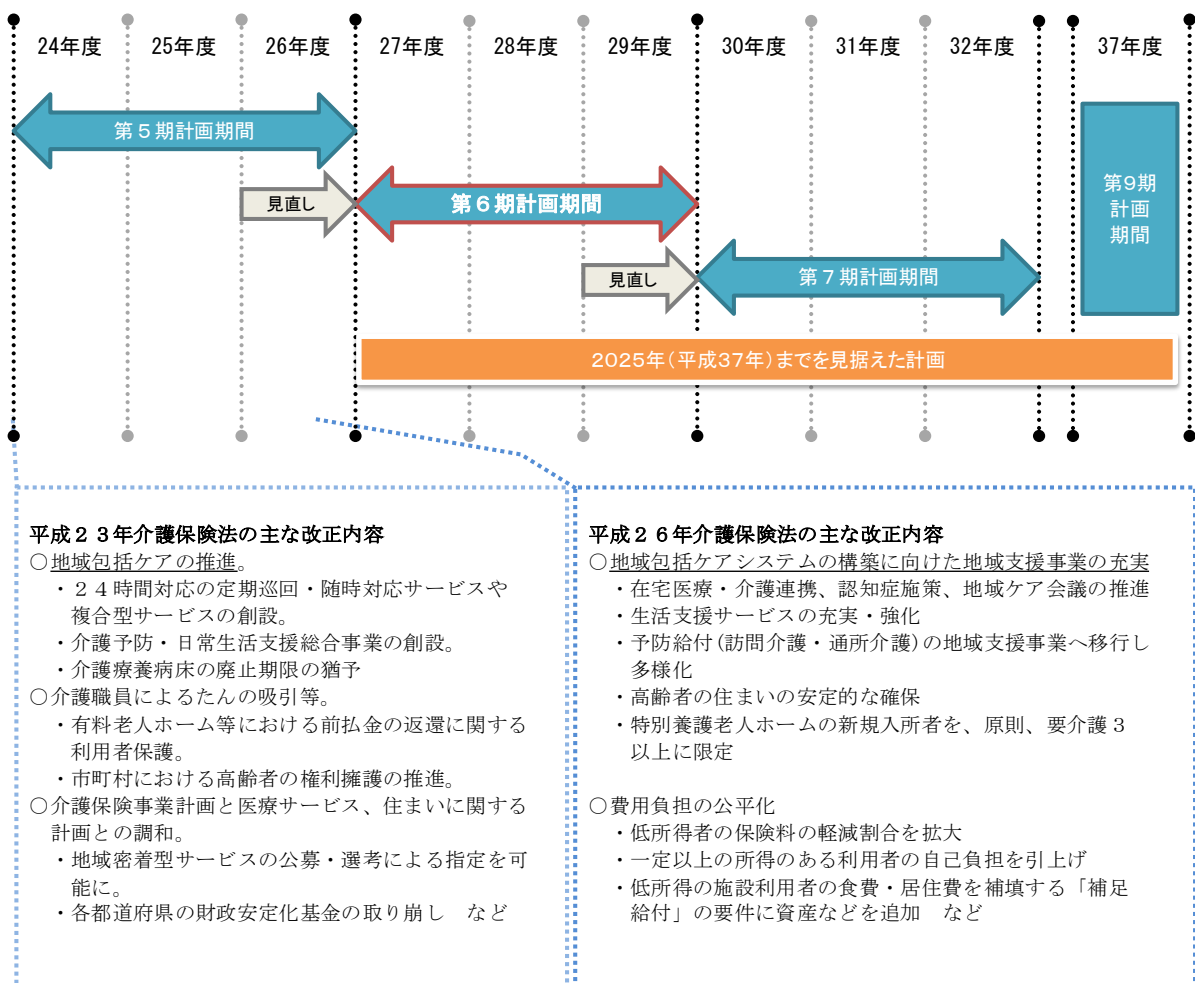 24年度 25年度 26年度 27年度 28年度 29年度 30年度 31年度 32年度 37年度
第５期計画期間
見直し
第６期計画期間
第9期
計画
期間
見直し
第７期計画期間
2025年(平成37年)までを見据えた計画
平成２３年介護保険法の主な改正内容
○地域包括ケアの推進。
・２４時間対応の定期巡回・随時対応サービスや
複合型サービスの創設。
・介護予防・日常生活支援総合事業の創設。
・介護療養病床の廃止期限の猶予
○介護職員によるたんの吸引等。
・有料老人ホーム等における前払金の返還に関する
利用者保護。
・市町村における高齢者の権利擁護の推進。
○介護保険事業計画と医療サービス、住まいに関する
計画との調和。
・地域密着型サービスの公募・選考による指定を可
能に。
・各都道府県の財政安定化基金の取り崩し　など
平成２６年介護保険法の主な改正内容
○地域包括ケアシステムの構築に向けた地域支援事業の充実
・在宅医療・介護連携、認知症施策、地域ケア会議の推進
・生活支援サービスの充実・強化
・予防給付(訪問介護・通所介護)の地域支援事業へ移行し
多様化
・高齢者の住まいの安定的な確保
・特別養護老人ホームの新規入所者を、原則、要介護３
以上に限定
○費用負担の公平化
・低所得者の保険料の軽減割合を拡大
・一定以上の所得のある利用者の自己負担を引上げ
・低所得の施設利用者の食費・居住費を補填する「補足
給付」の要件に資産などを追加　など